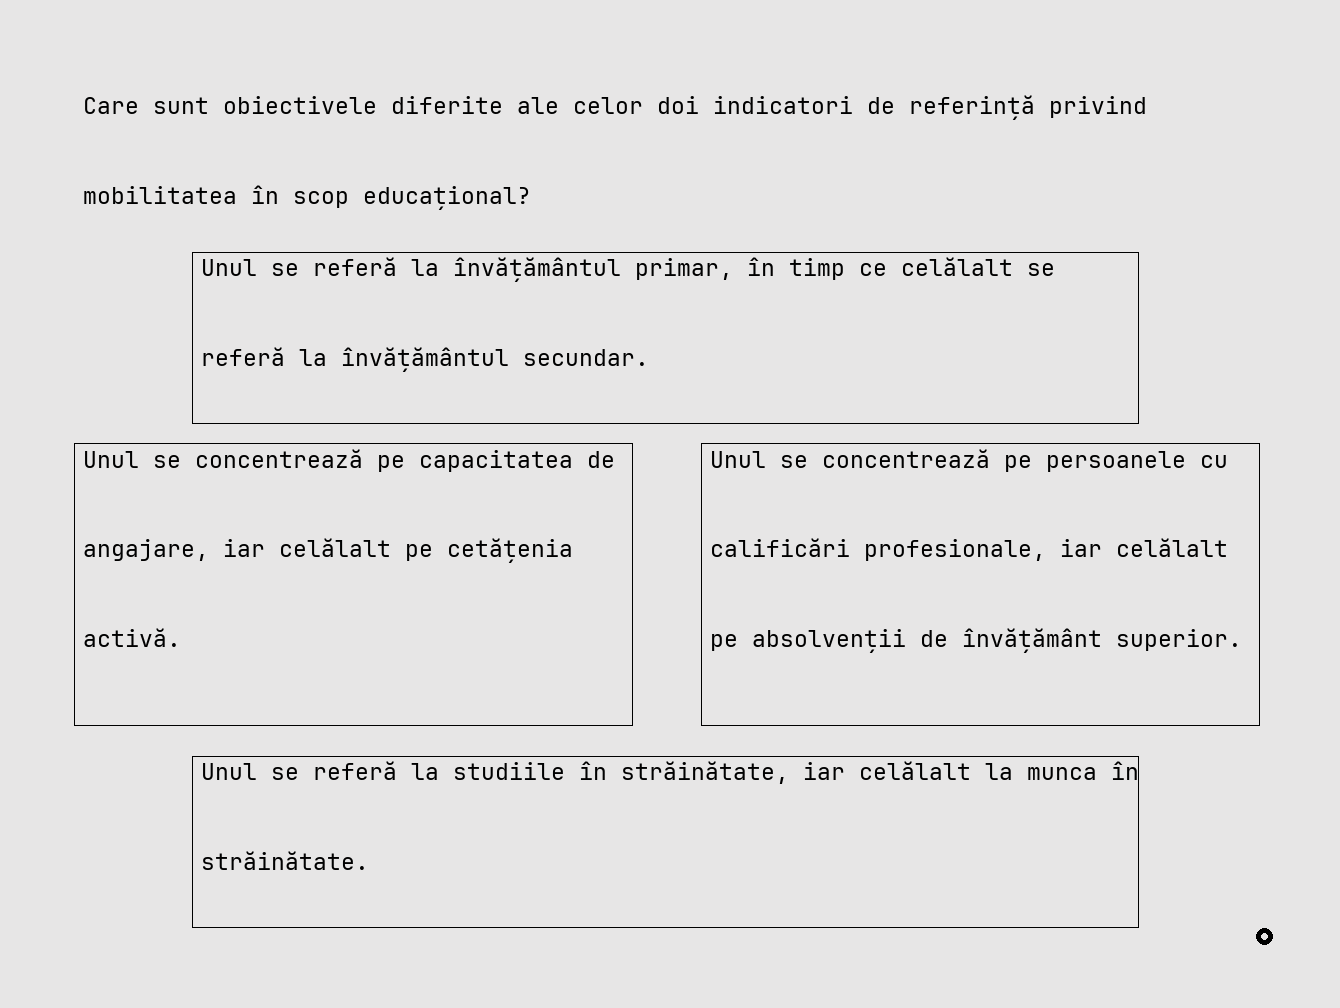 Care sunt obiectivele diferite ale celor doi indicatori de referință privind
mobilitatea în scop educațional?
Unul se referă la învățământul primar, în timp ce celălalt se
referă la învățământul secundar.
Unul se concentrează pe capacitatea de
angajare, iar celălalt pe cetățenia
activă.
Unul se concentrează pe persoanele cu
calificări profesionale, iar celălalt
pe absolvenții de învățământ superior.
Unul se referă la studiile în străinătate, iar celălalt la munca în
străinătate.